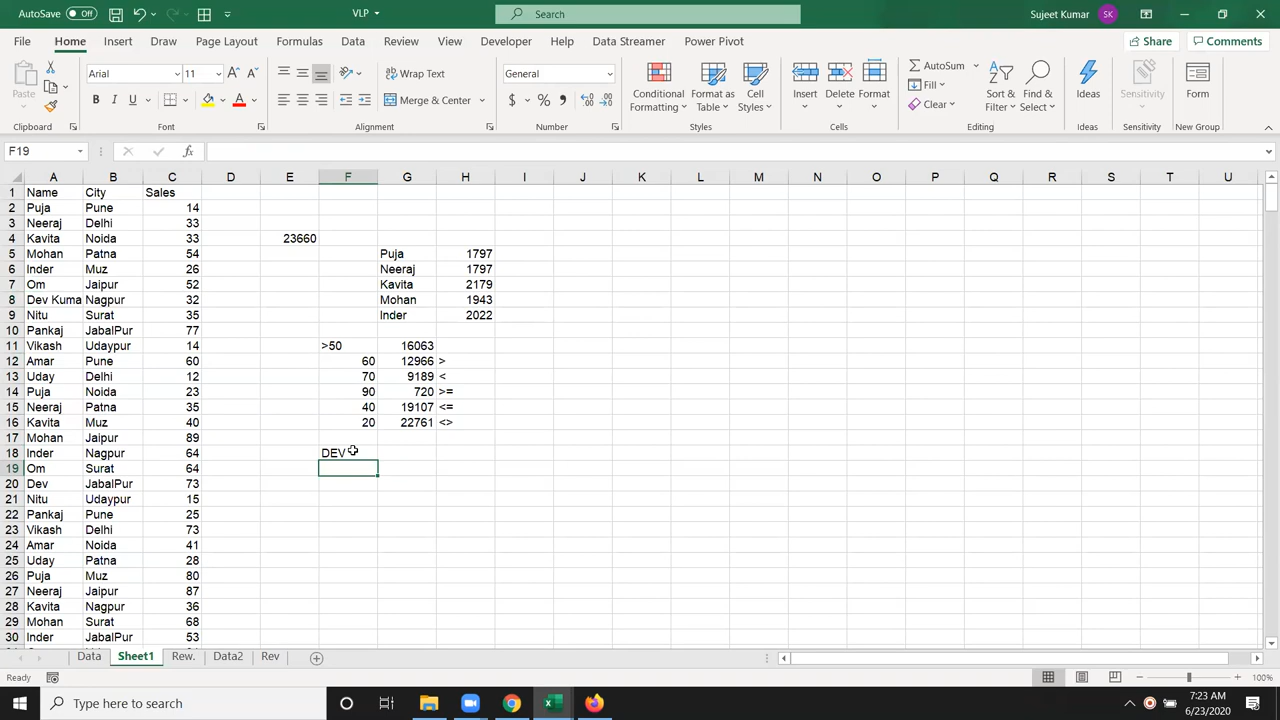 AutoSave Off VLP Search Sujeet Kumar SK
File Home Insert Draw Page Layout Formulas Data Review View Developer Help Data Streamer Power Pivot Share Comments
Paste Arial 11 Wrap Text General AutoSum
Conditional Formatting Format as Table Cell Styles Insert Delete Format Fill Sort & Filter Find & Select Ideas Sensitivity Form
B I U Merge & Center $ % Clear
Clipboard Font Alignment Number Styles Cells Editing Ideas Sensitivity New Group
F19 fx
A B C D E F G H I J K L M N O P Q R S T U
1 Name City Sales
2 Puja Pune 14
3 Neeraj Delhi 33
4 Kavita Noida 33 23660
5 Mohan Patna 54 Puja 1797
6 Inder Muz 26 Neeraj 1797
7 Om Jaipur 52 Kavita 2179
8 Dev Kuma Nagpur 32 Mohan 1943
9 Nitu Surat 35 Inder 2022
10 Pankaj JabalPur 77
11 Vikash Udaypur 14 >50 16063
12 Amar Pune 60 60 12966 >
13 Uday Delhi 12 70 9189 <
14 Puja Noida 23 90 720 >=
15 Neeraj Patna 35 40 19107 <=
16 Kavita Muz 40 20 22761 <>
17 Mohan Jaipur 89
18 Inder Nagpur 64 DEV
19 Om Surat 64
20 Dev JabalPur 73
21 Nitu Udaypur 15
22 Pankaj Pune 25
23 Vikash Delhi 73
24 Amar Noida 41
25 Uday Patna 28
26 Puja Muz 80
27 Neeraj Jaipur 87
28 Kavita Nagpur 36
29 Mohan Surat 68
30 Inder JabalPur 53
Data Sheet1 Rew. Data2 Rev
Ready 100%
Type here to search 7:23 AM
6/23/2020